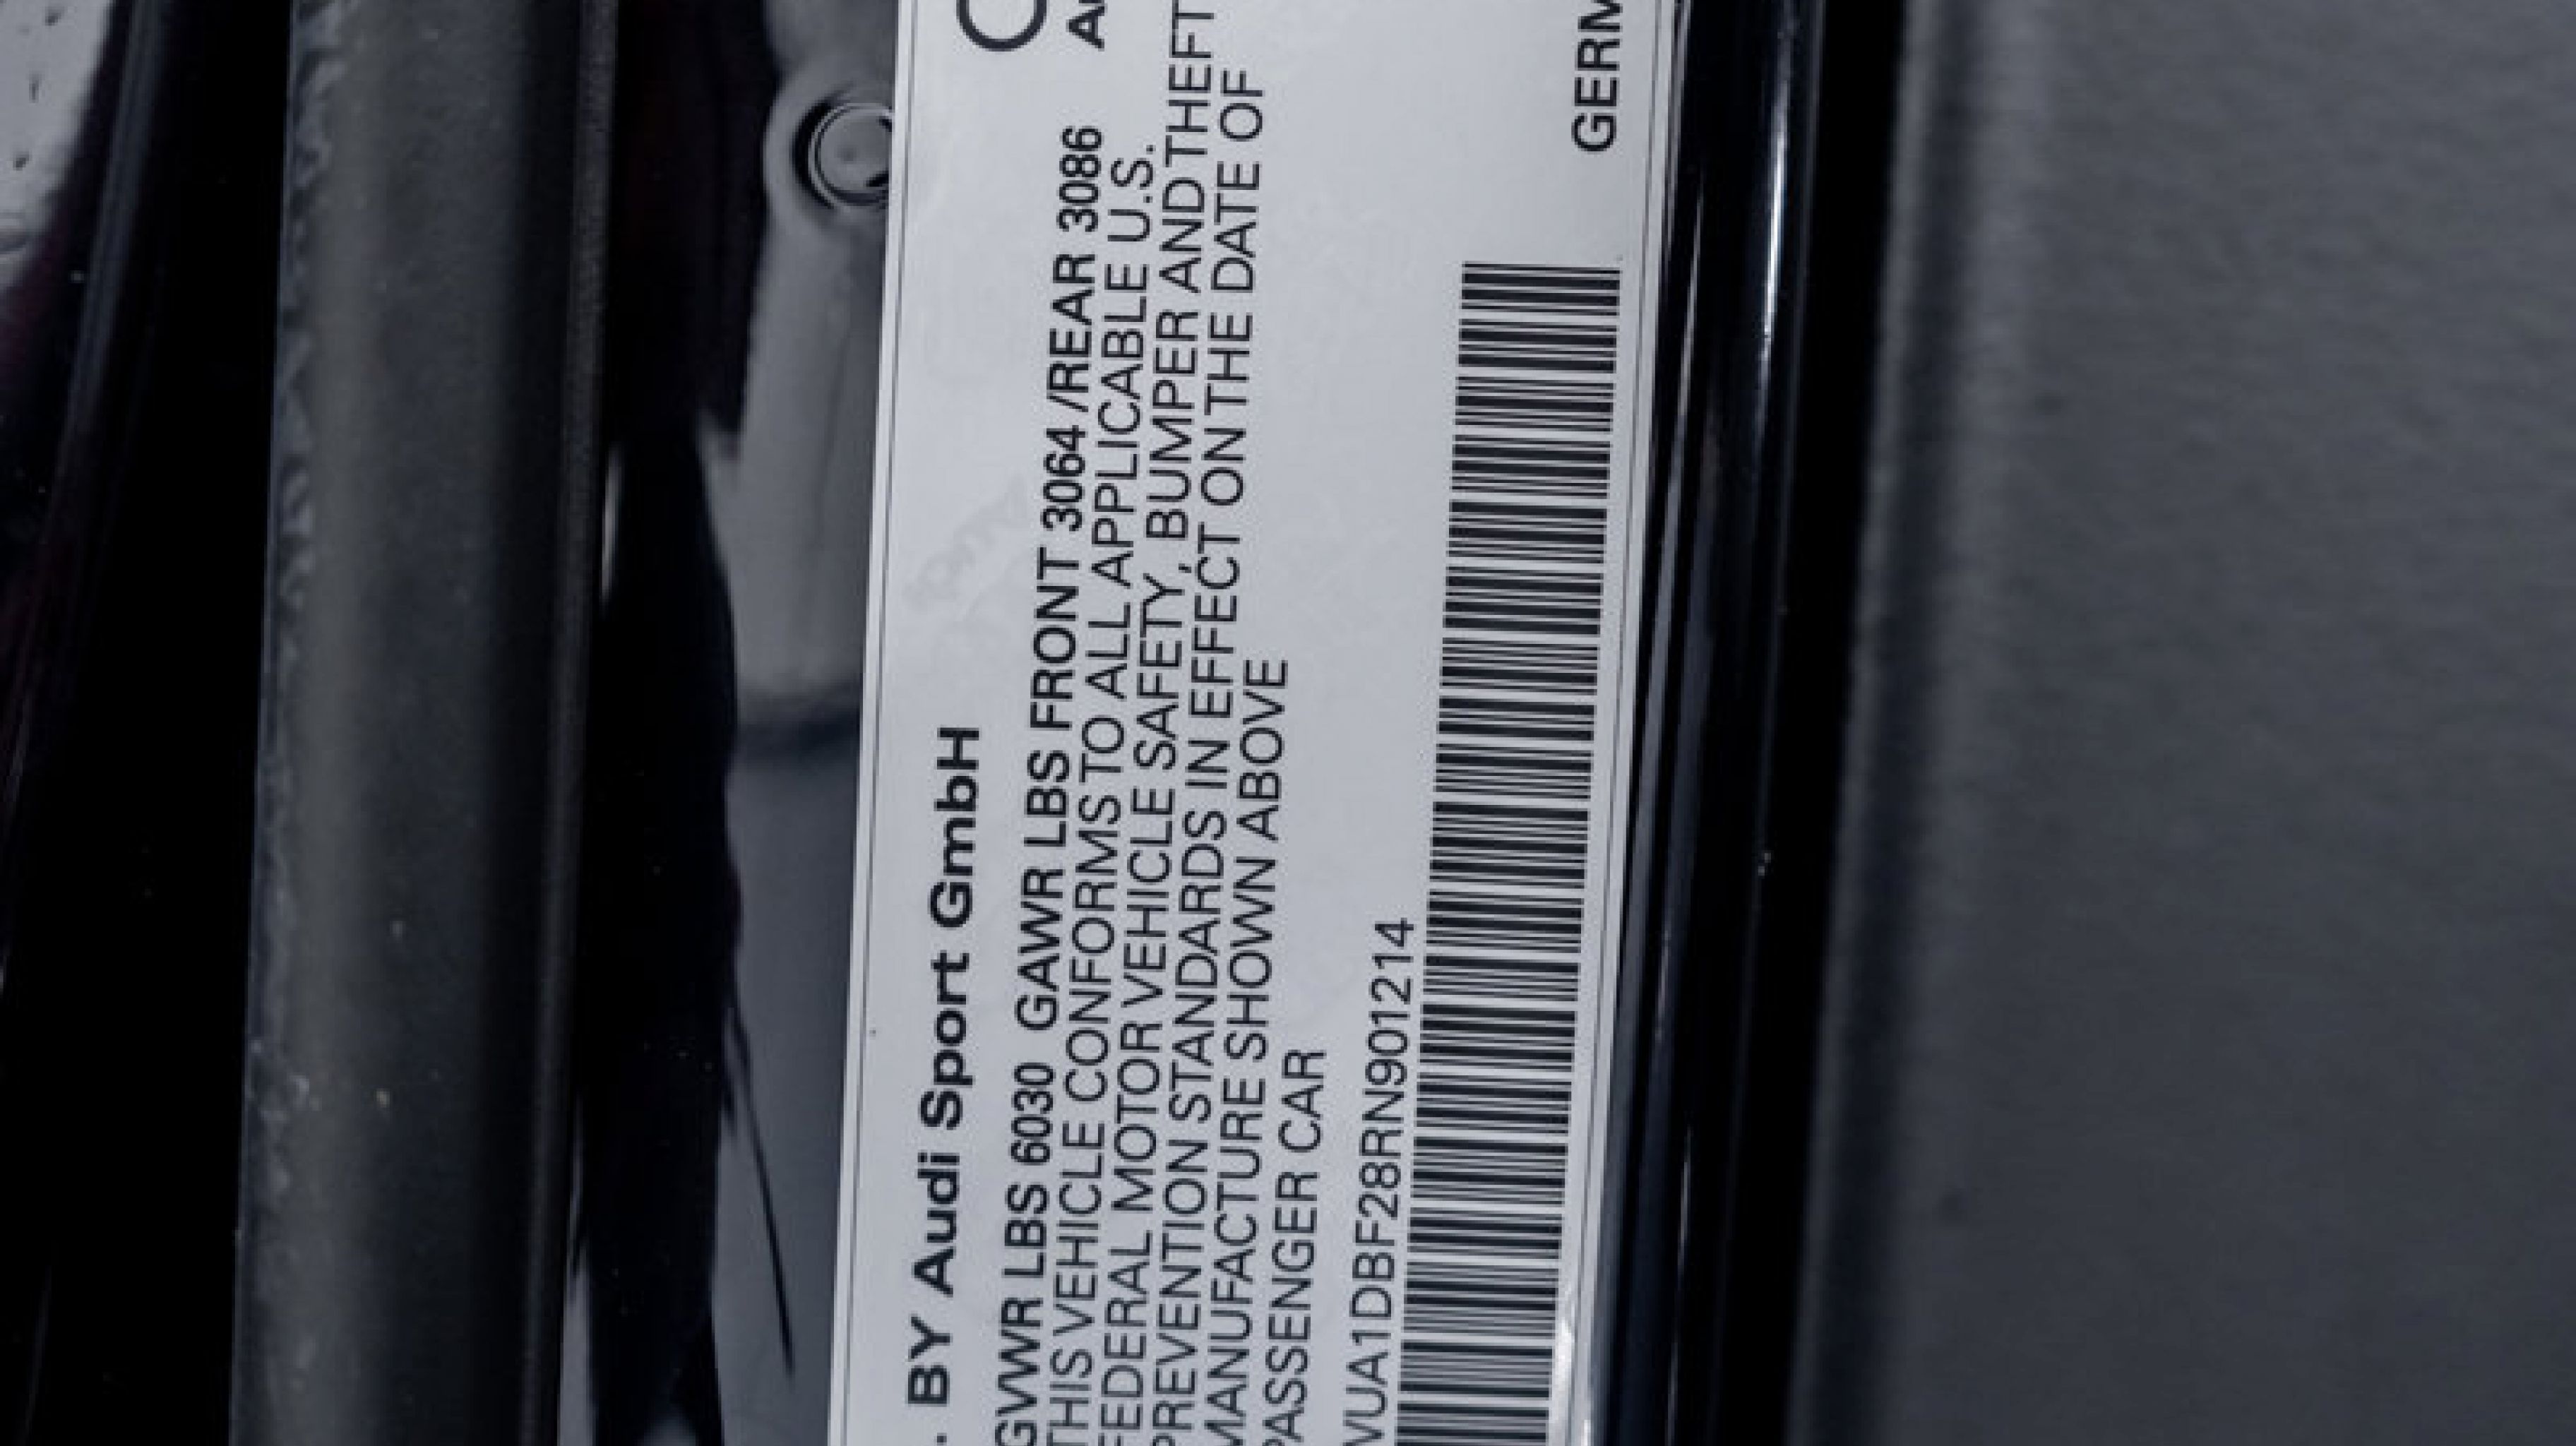 . BY Audi Sport GmbH
GVWR LBS 6030 GAWR LBS FRONT 3064 /REAR 3086
THIS VEHICLE CONFORMS TO ALL APPLICABLE U.S.
FEDERAL MOTOR VEHICLE SAFETY, BUMPER AND THEFT
PREVENTION STANDARDS IN EFFECT ON THE DATE OF
MANUFACTURE SHOWN ABOVE
PASSENGER CAR
WUA1DBF28RN901214
GERM